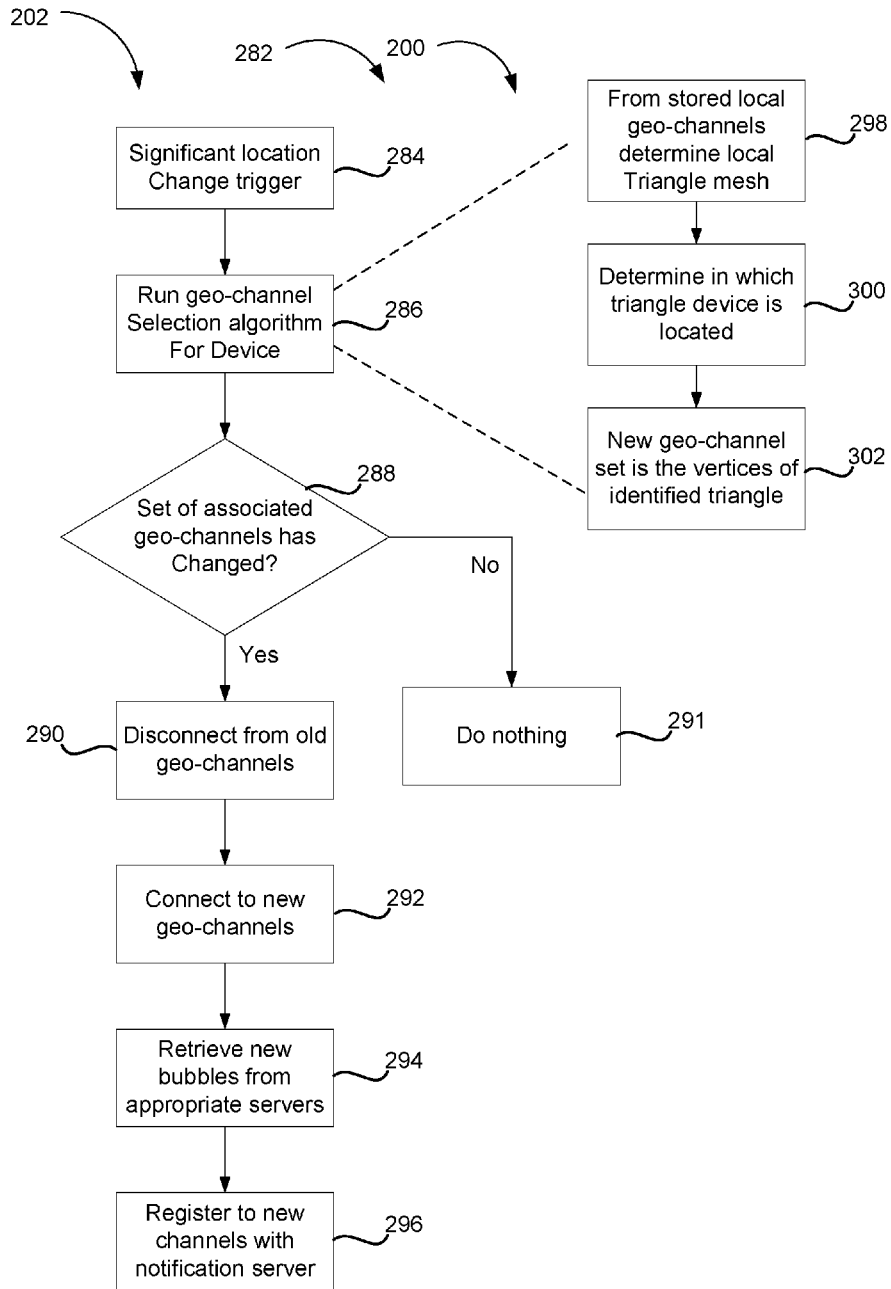 202
282
200
Significant location
Change trigger
284
Run geo-channel
Selection algorithm
For Device
286
Set of associated
geo-channels has
Changed?
288
No
Yes
Disconnect from old
geo-channels
290
Do nothing
291
Connect to new
geo-channels
292
Retrieve new
bubbles from
appropriate servers
294
Register to new
channels with
notification server
296
From stored local
geo-channels
determine local
Triangle mesh
298
Determine in which
triangle device is
located
300
New geo-channel
set is the vertices of
identified triangle
302